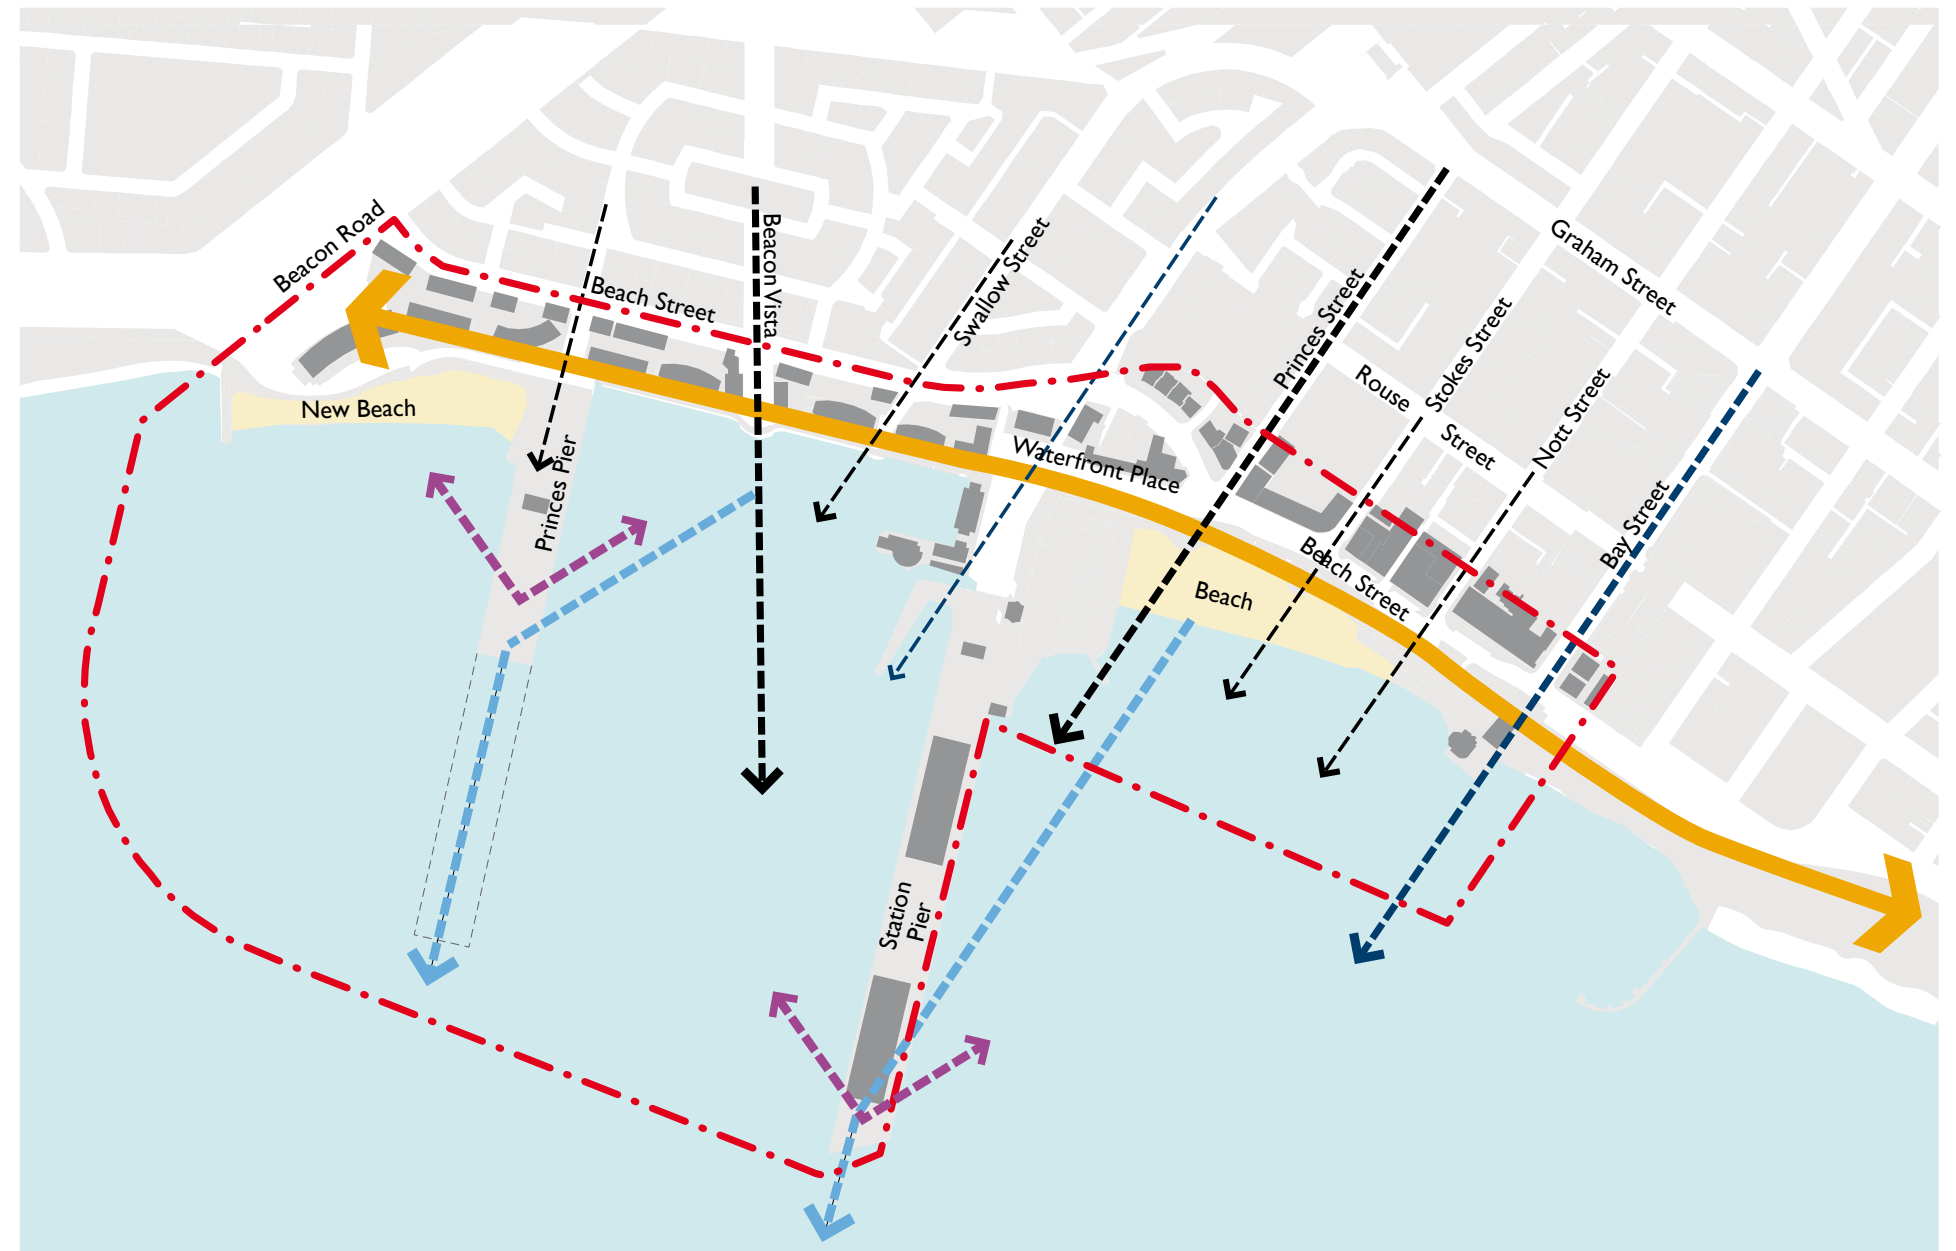 Beacon Road
Beach Street
Beacon Vista
Swallow Street
Princes Street
Graham Street
Rouse
Street
Stokes Street
Nott Street
Bay Street
New Beach
Princes Pier
Waterfront Place
Beach Street
Beach
Station
Pier